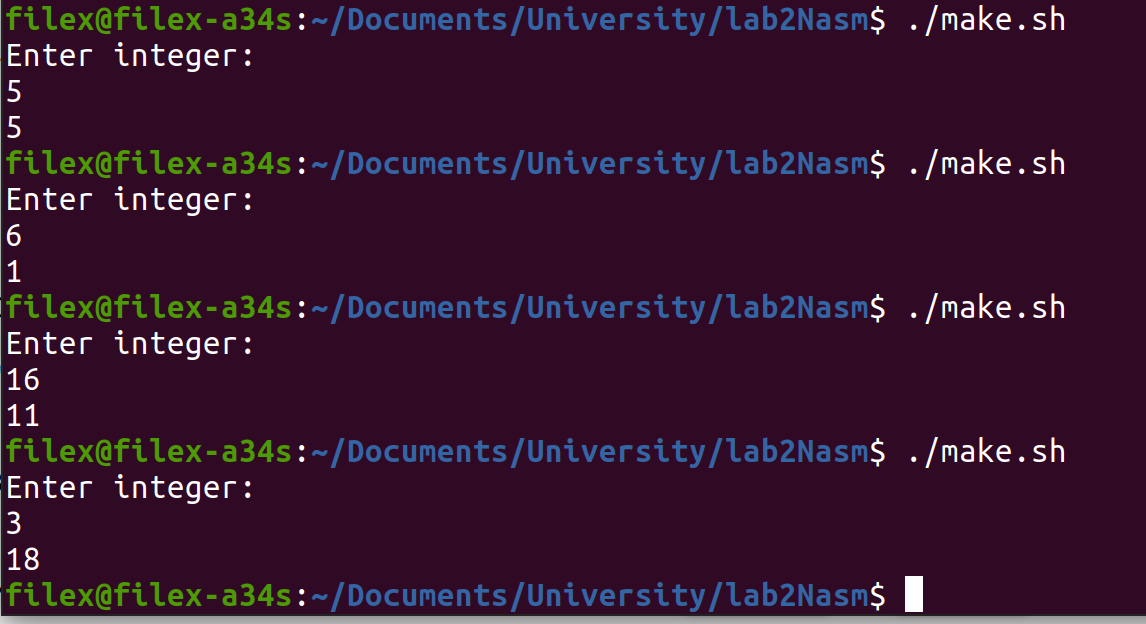 filex@filex-a34s:~/Documents/University/lab2Nasm$ ./make.sh
Enter integer:
5
5
filex@filex-a34s:~/Documents/University/lab2Nasm$ ./make.sh
Enter integer:
6
1
filex@filex-a34s:~/Documents/University/lab2Nasm$ ./make.sh
Enter integer:
16
11
filex@filex-a34s:~/Documents/University/lab2Nasm$ ./make.sh
Enter integer:
3
18
filex@filex-a34s:~/Documents/University/lab2Nasm$